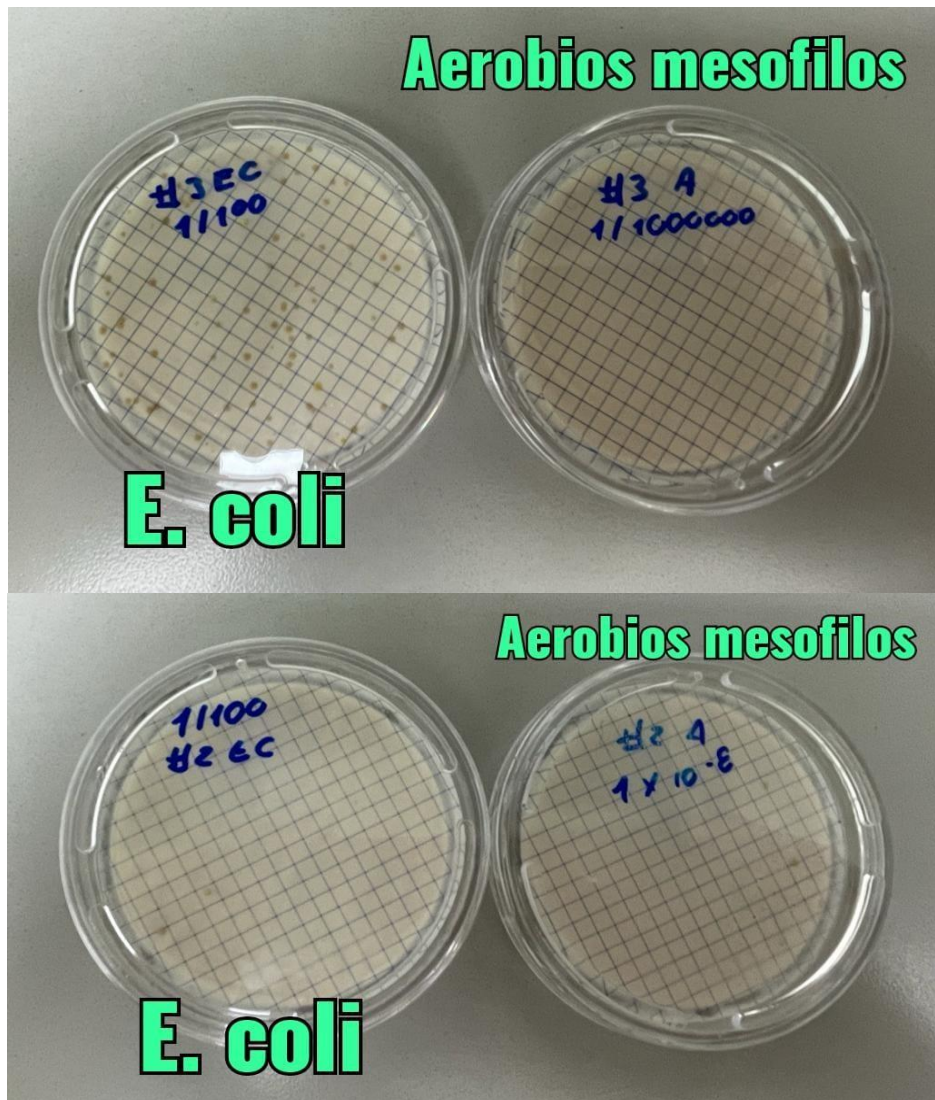 Aerobios mesofilos
#3 EC
1/100
#3 A
1/1000000
E. coli
Aerobios mesofilos
1/100
#2 EC
#2 A
1 x 10-8
E. coli